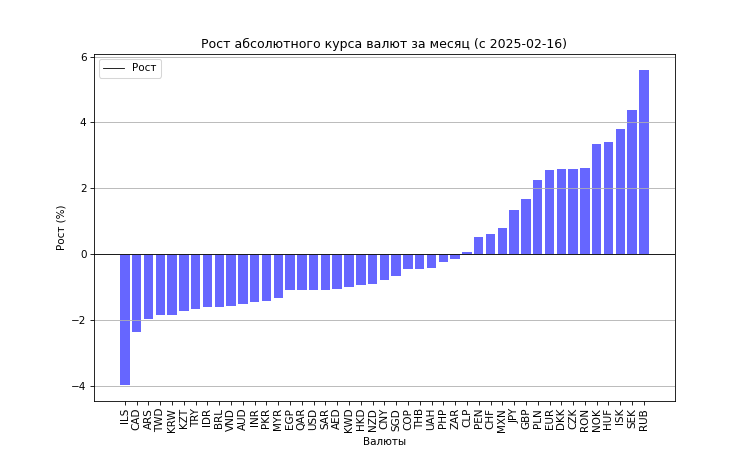 Рост абсолютного курса валют за месяц (с 2025-02-16)
Рост
6
4
2
0
−2
−4
Рост (%)
ILS CAD ARS TWD KRW KZT TRY IDR BRL VND AUD INR PKR MYR EGP QAR USD SAR AED KWD HKD NZD CNY SGD COP THB UAH PHP ZAR CLP PEN CHF MXN JPY GBP PLN EUR DKK CZK RON NOK HUF ISK SEK RUB
Валюты